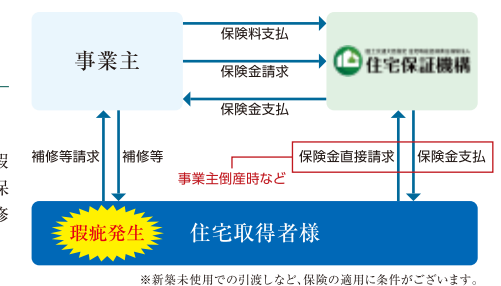 事業主
保険料支払
保険金請求
保険金支払
住宅保証機構
補修等請求
補修等
保険金直接請求
保険金支払
事業主倒産時など
瑕疵発生
住宅取得者様
※新築未使用での引渡しなど、保険の適用に条件がございます。
瑕
保
修